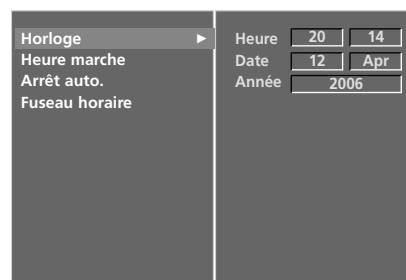 Horloge ►
Heure marche
Arrêt auto.
Fuseau horaire
Heure 20 14
Date 12 Apr
Année 2006